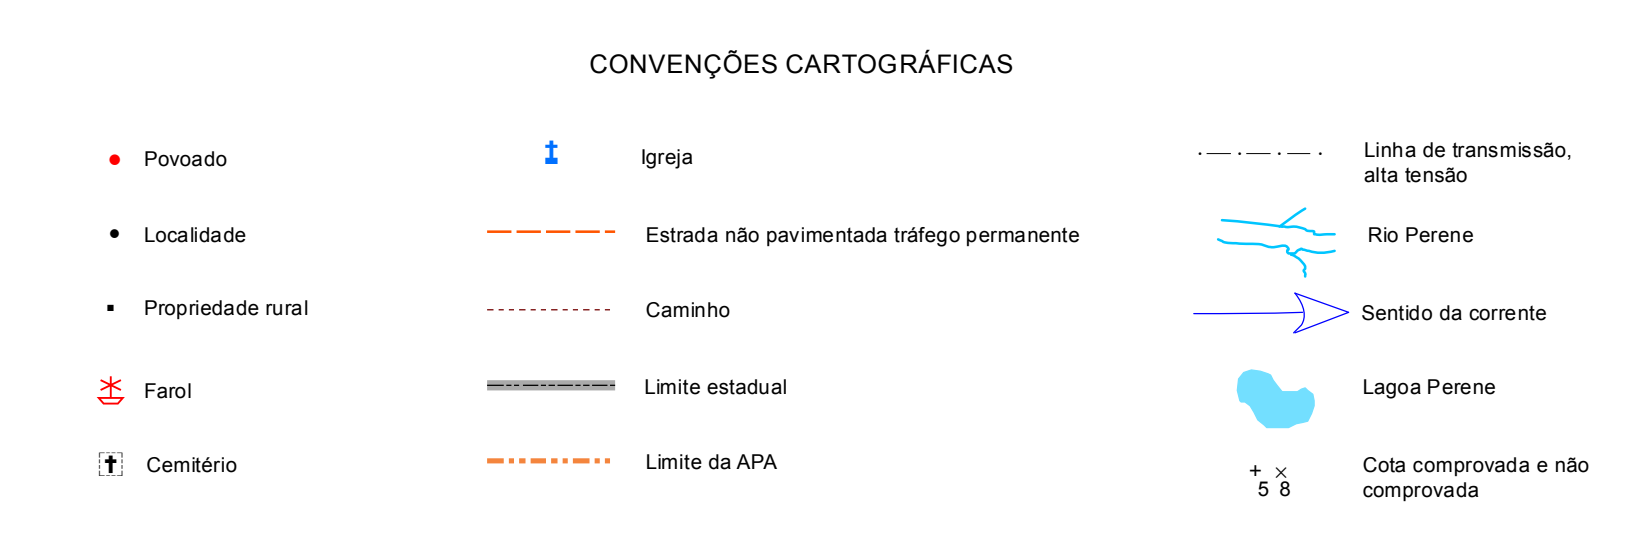 CONVENÇÕES CARTOGRÁFICAS
Povoado
Localidade
Propriedade rural
Farol
Cemitério
Igreja
Estrada não pavimentada tráfego permanente
Caminho
Limite estadual
Limite da APA
Linha de transmissão,
alta tensão
Rio Perene
Sentido da corrente
Lagoa Perene
5 8
Cota comprovada e não
comprovada